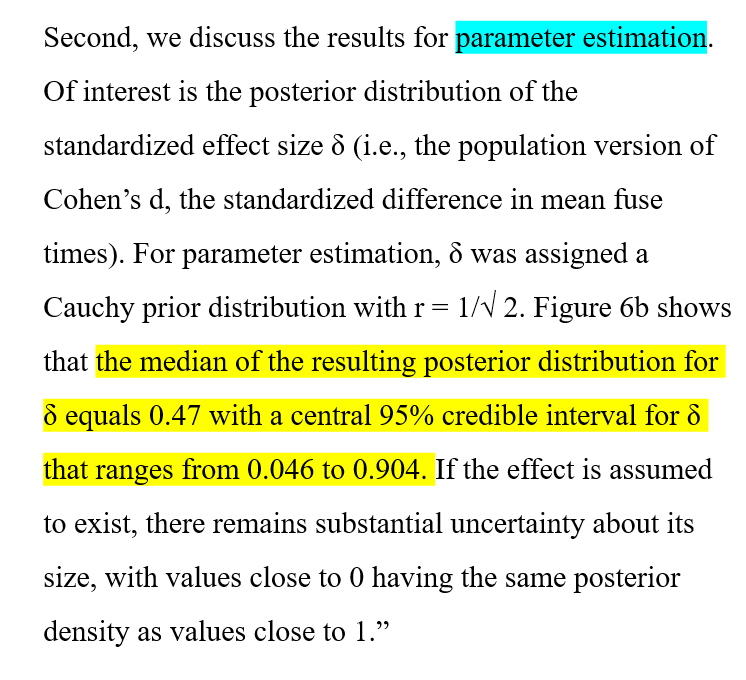 Second, we discuss the results for parameter estimation.
Of interest is the posterior distribution of the
standardized effect size δ (i.e., the population version of
Cohen’s d, the standardized difference in mean fuse
times). For parameter estimation, δ was assigned a
Cauchy prior distribution with r = 1/√ 2. Figure 6b shows
that the median of the resulting posterior distribution for
δ equals 0.47 with a central 95% credible interval for δ
that ranges from 0.046 to 0.904. If the effect is assumed
to exist, there remains substantial uncertainty about its
size, with values close to 0 having the same posterior
density as values close to 1.”